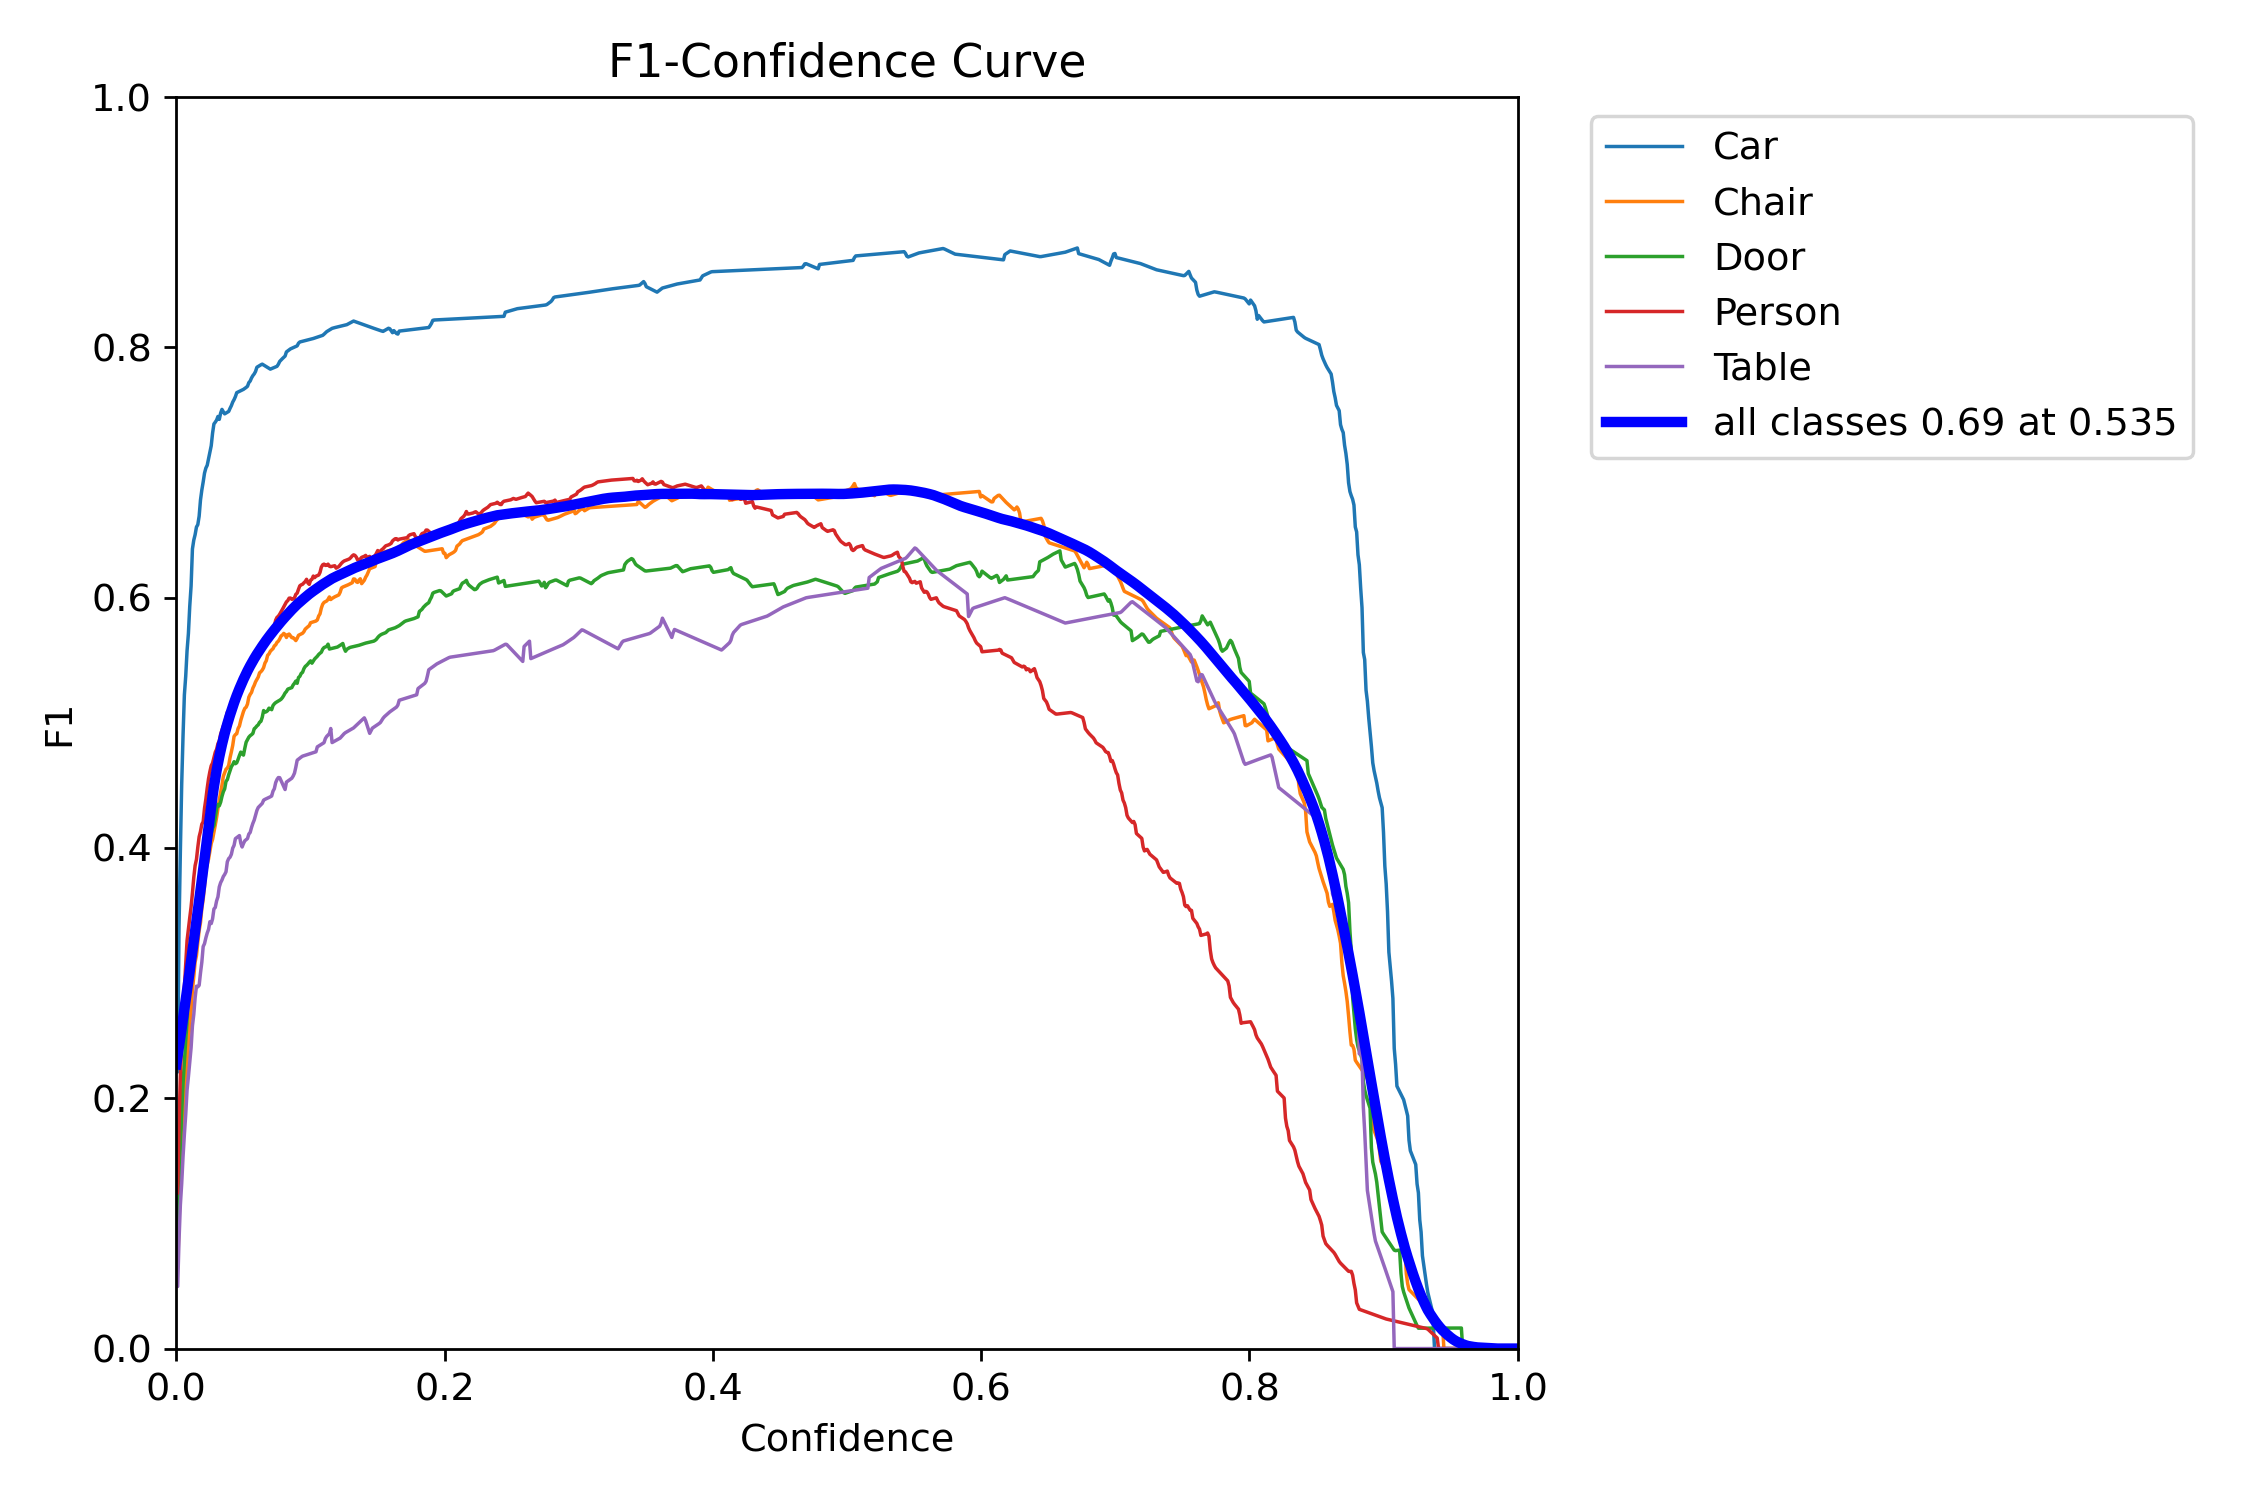 F1-Confidence Curve
1.0
0.8
0.6
0.4
0.2
0.0
F1
0.0 0.2 0.4 0.6 0.8 1.0
Confidence
Car
Chair
Door
Person
Table
all classes 0.69 at 0.535